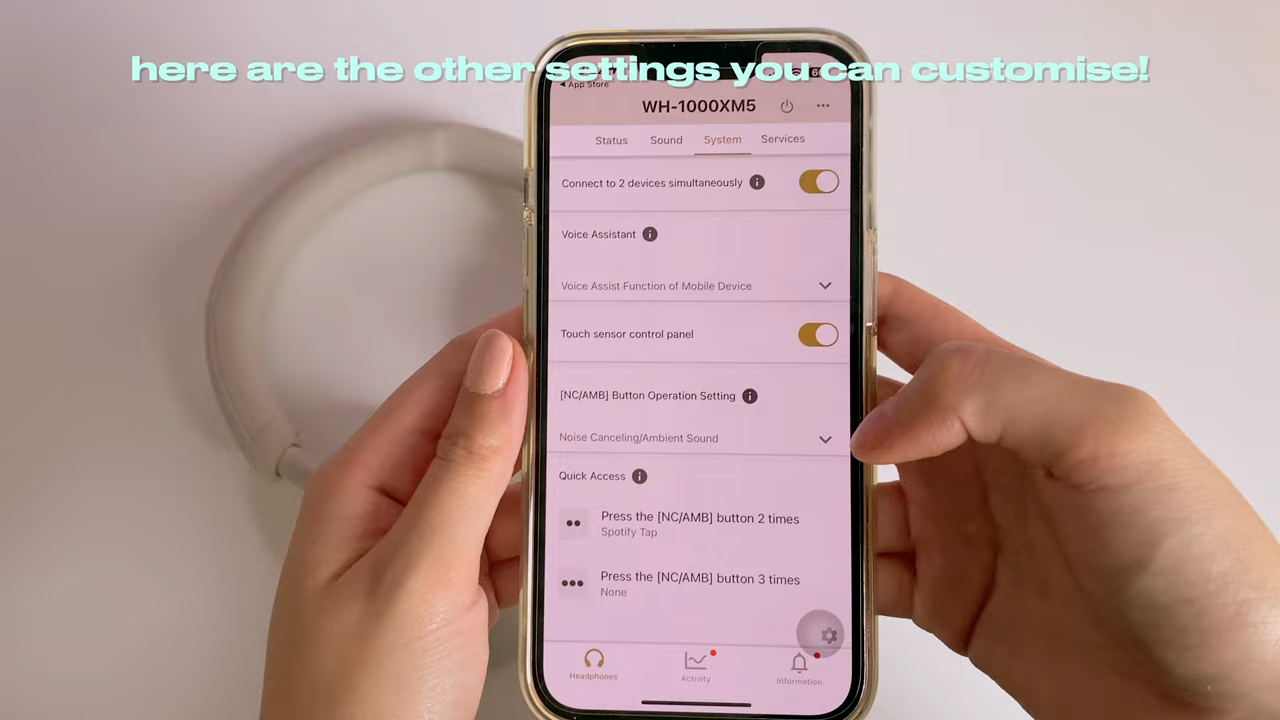 here are the other settings you can customise!
App Store
WH-1000XM5
Status Sound System Services
Connect to 2 devices simultaneously
Voice Assistant
Voice Assist Function of Mobile Device
Touch sensor control panel
[NC/AMB] Button Operation Setting
Noise Canceling/Ambient Sound
Quick Access
Press the [NC/AMB] button 2 times
Spotify Tap
Press the [NC/AMB] button 3 times
None
Headphones Activity Information